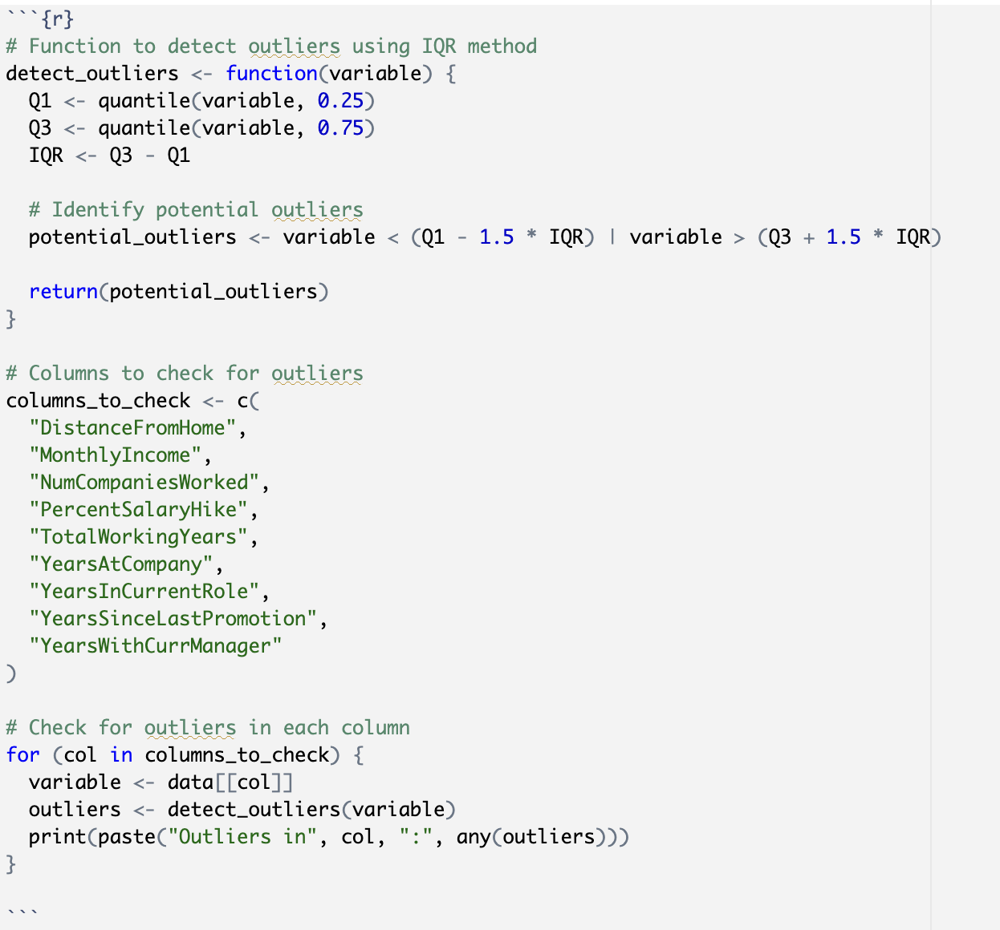 ```{r}
# Function to detect outliers using IQR method
detect_outliers <- function(variable) {
  Q1 <- quantile(variable, 0.25)
  Q3 <- quantile(variable, 0.75)
  IQR <- Q3 - Q1

  # Identify potential outliers
  potential_outliers <- variable < (Q1 - 1.5 * IQR) | variable > (Q3 + 1.5 * IQR)

  return(potential_outliers)
}

# Columns to check for outliers
columns_to_check <- c(
  "DistanceFromHome",
  "MonthlyIncome",
  "NumCompaniesWorked",
  "PercentSalaryHike",
  "TotalWorkingYears",
  "YearsAtCompany",
  "YearsInCurrentRole",
  "YearsSinceLastPromotion",
  "YearsWithCurrManager"
)

# Check for outliers in each column
for (col in columns_to_check) {
  variable <- data[[col]]
  outliers <- detect_outliers(variable)
  print(paste("Outliers in", col, ":", any(outliers)))
}

```